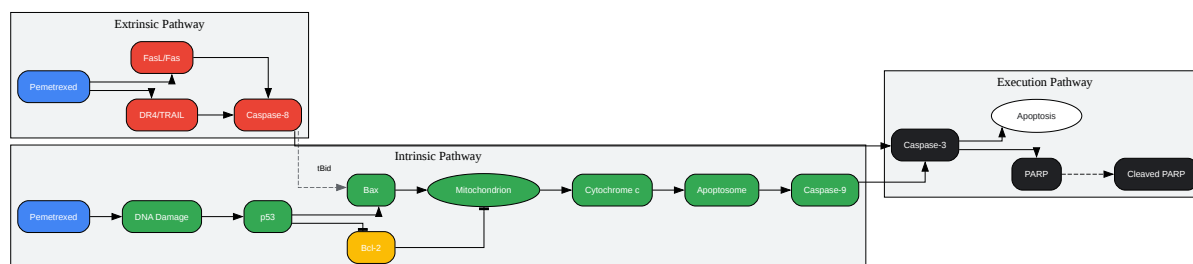 Extrinsic Pathway
FasL/Fas
Pemetrexed
DR4/TRAIL
Caspase-8
Execution Pathway
Apoptosis
Caspase-3
PARP
Cleaved PARP
Intrinsic Pathway
tBid
Bax
Mitochondrion
Cytochrome c
Apoptosome
Caspase-9
Pemetrexed
DNA Damage
p53
Bcl-2